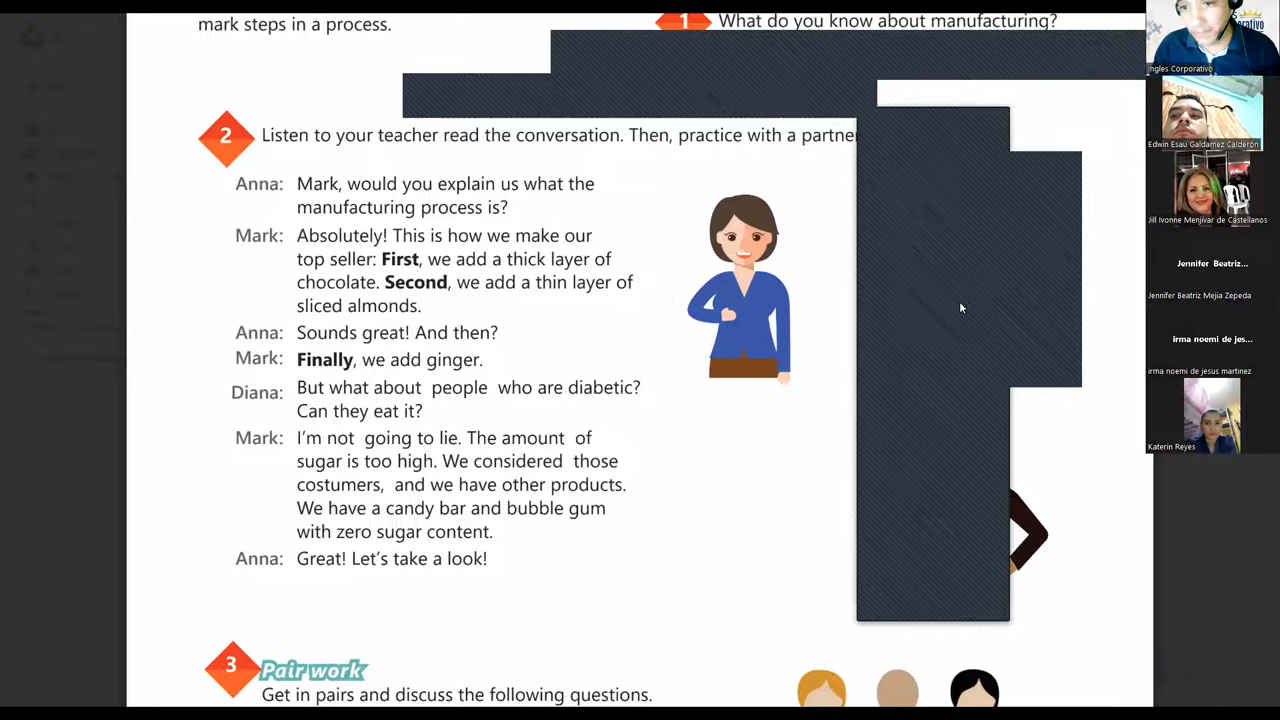 mark steps in a process.
1
What do you know about manufacturing?
2
Listen to your teacher read the conversation. Then, practice with a partner
Anna: Mark, would you explain us what the
manufacturing process is?
Mark: Absolutely! This is how we make our
top seller: First, we add a thick layer of
chocolate. Second, we add a thin layer of
sliced almonds.
Anna: Sounds great! And then?
Mark: Finally, we add ginger.
Diana: But what about people who are diabetic?
Can they eat it?
Mark: I'm not going to lie. The amount of
sugar is too high. We considered those
costumers, and we have other products.
We have a candy bar and bubble gum
with zero sugar content.
Anna: Great! Let's take a look!
3
Pair work
Get in pairs and discuss the following questions.
orativo
Ingles Corporativo
Edwin Esau Galdamez Calderon
Jill Ivonne Menjivar de Castellanos
Jennifer Beatriz...
Jennifer Beatriz Mejia Zepeda
irma noemi de jes...
irma noemi de jesus martinez
Katerin Reyes